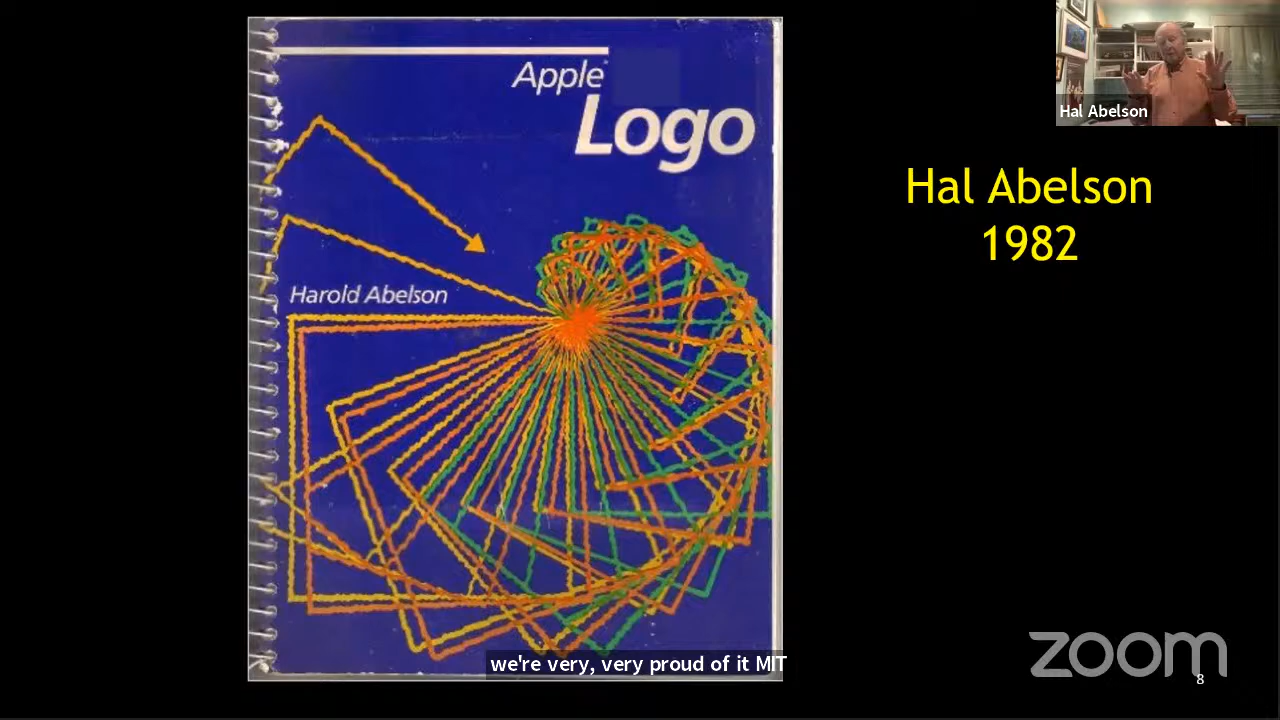 Apple
Logo
Harold Abelson
Hal Abelson
Hal Abelson
1982
we're very, very proud of it MIT
zoom
8